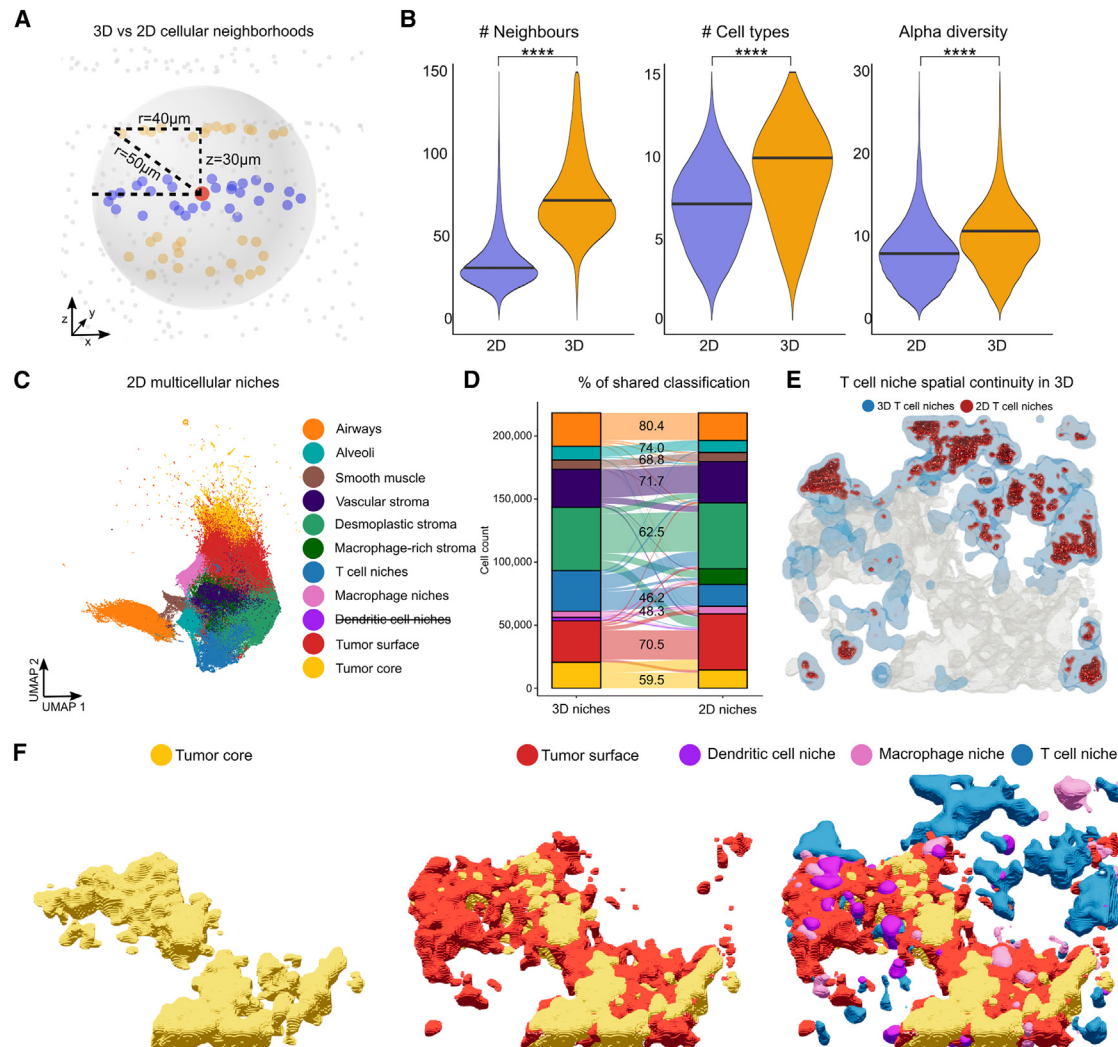 A
3D vs 2D cellular neighborhoods
r=40µm
r=50µm
z=30µm
z
y
x
B
# Neighbours
****
150
100
50
0
2D
3D
# Cell types
****
15
10
5
0
2D
3D
Alpha diversity
****
30
20
10
0
2D
3D
C
2D multicellular niches
Airways
Alveoli
Smooth muscle
Vascular stroma
Desmoplastic stroma
Macrophage-rich stroma
T cell niches
Macrophage niches
Dendritic cell niches
Tumor surface
Tumor core
UMAP 2
UMAP 1
D
% of shared classification
Cell count
200,000
150,000
100,000
50,000
0
80.4
74.0
68.8
71.7
62.5
46.2
48.3
70.5
59.5
3D niches
2D niches
E
T cell niche spatial continuity in 3D
3D T cell niches
2D T cell niches
F
Tumor core
Tumor surface
Dendritic cell niche
Macrophage niche
T cell niche